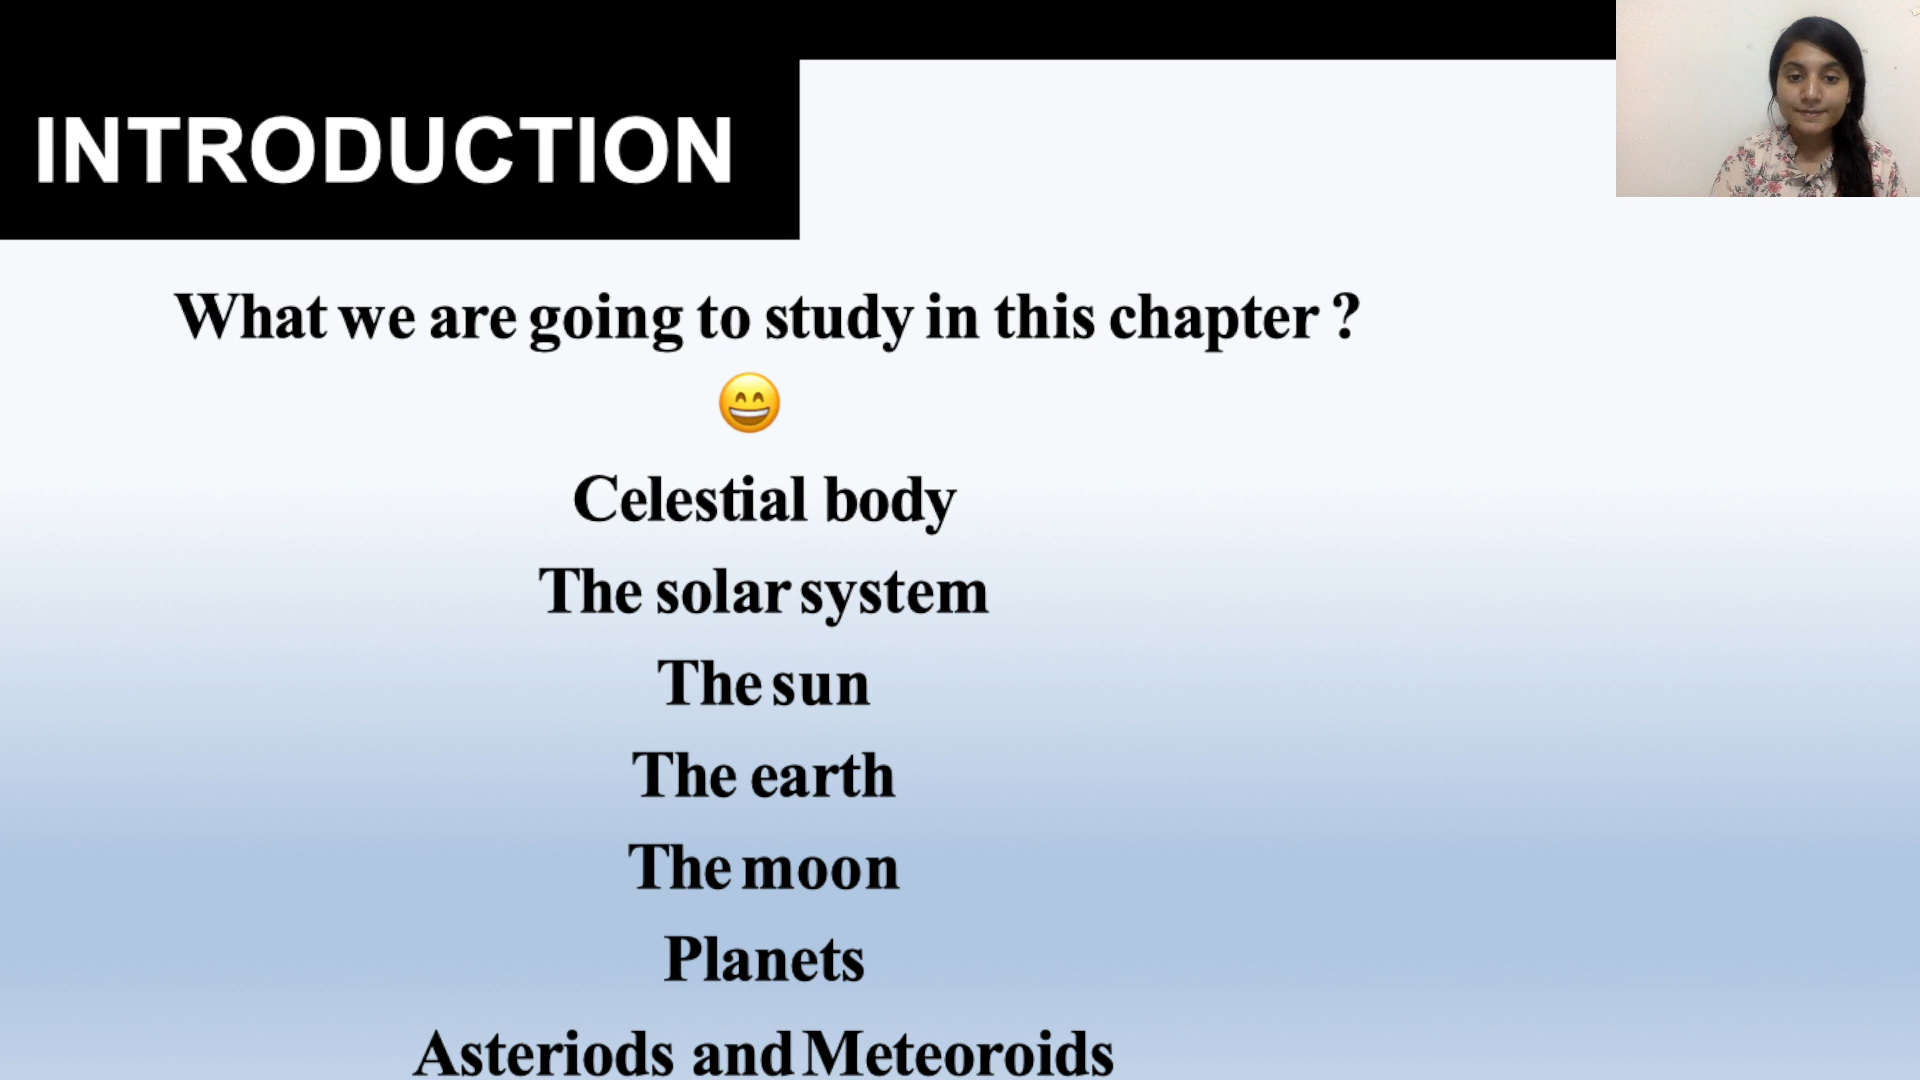 INTRODUCTION
What we are going to study in this chapter ?
😄
Celestial body
The solar system
The sun
The earth
The moon
Planets
Asteriods and Meteoroids